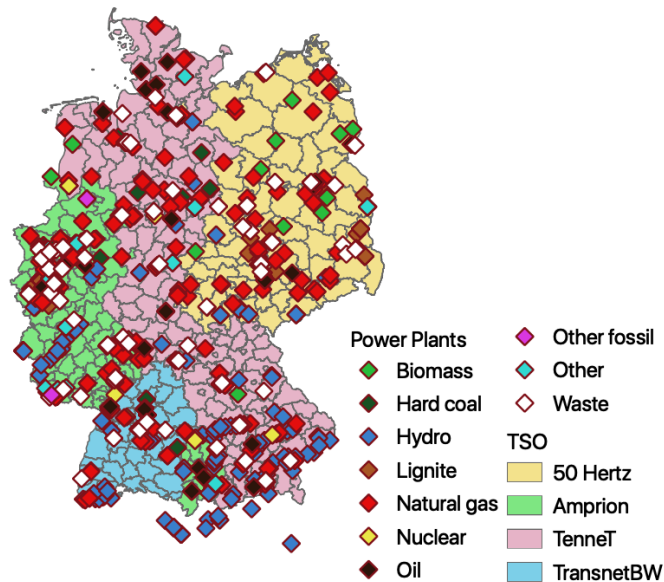 Power Plants
Biomass
Hard coal
Hydro
Lignite
Natural gas
Nuclear
Oil
Other fossil
Other
Waste
TSO
50 Hertz
Amprion
TenneT
TransnetBW